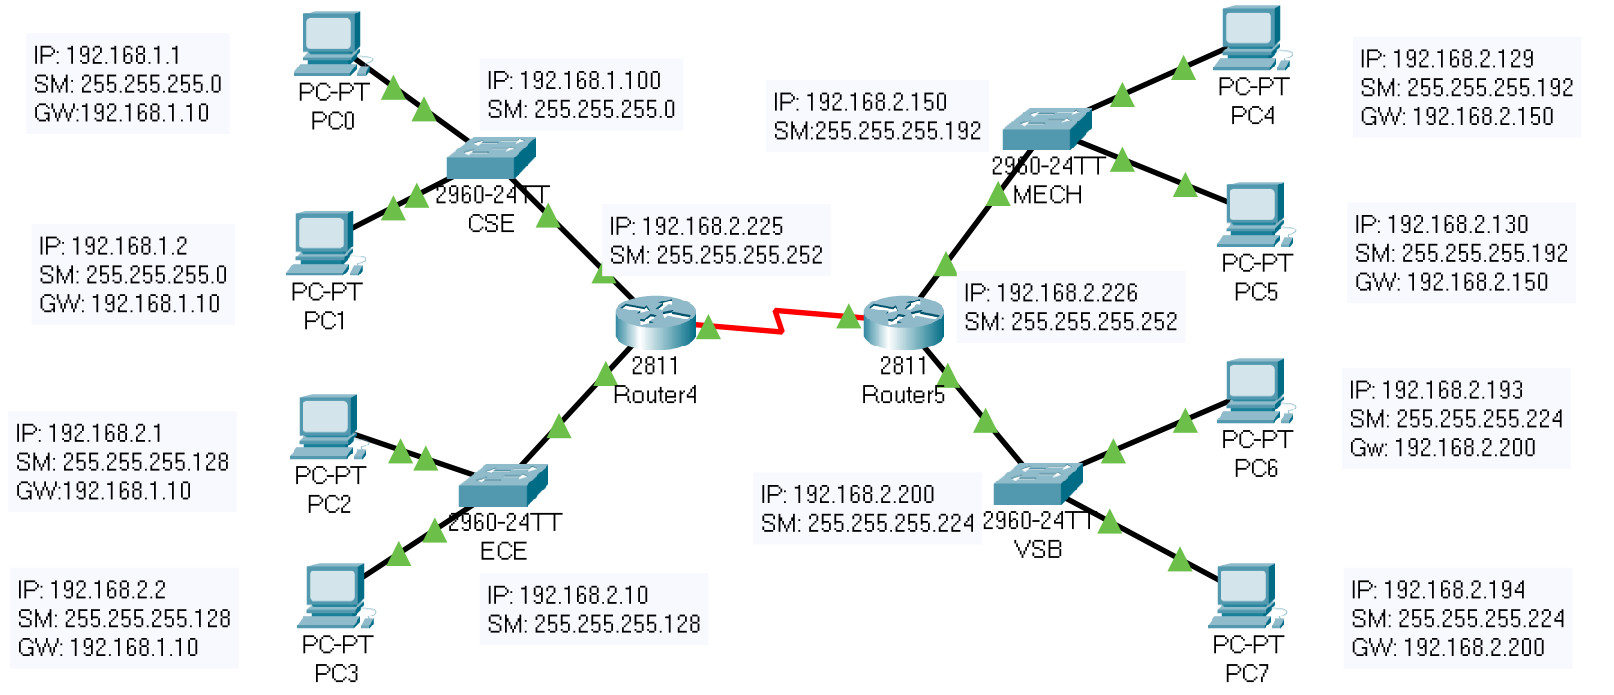 IP: 192.168.1.1
SM: 255.255.255.0
GW:192.168.1.10
PC-PT
PC0
IP: 192.168.1.100
SM: 255.255.255.0
2960-24TT
CSE
IP: 192.168.1.2
SM: 255.255.255.0
GW: 192.168.1.10
PC-PT
PC1
IP: 192.168.2.225
SM: 255.255.255.252
2811
Router4
IP: 192.168.2.1
SM: 255.255.255.128
GW:192.168.1.10
PC-PT
PC2
2960-24TT
ECE
IP: 192.168.2.2
SM: 255.255.255.128
GW: 192.168.1.10
PC-PT
PC3
IP: 192.168.2.10
SM: 255.255.255.128
IP: 192.168.2.150
SM:255.255.255.192
2960-24TT
MECH
PC-PT
PC4
IP: 192.168.2.129
SM: 255.255.255.192
GW: 192.168.2.150
PC-PT
PC5
IP: 192.168.2.130
SM: 255.255.255.192
GW: 192.168.2.150
IP: 192.168.2.226
SM: 255.255.255.252
2811
Router5
PC-PT
PC6
IP: 192.168.2.193
SM: 255.255.255.224
Gw: 192.168.2.200
IP: 192.168.2.200
SM: 255.255.255.224
2960-24TT
VSB
PC-PT
PC7
IP: 192.168.2.194
SM: 255.255.255.224
GW: 192.168.2.200